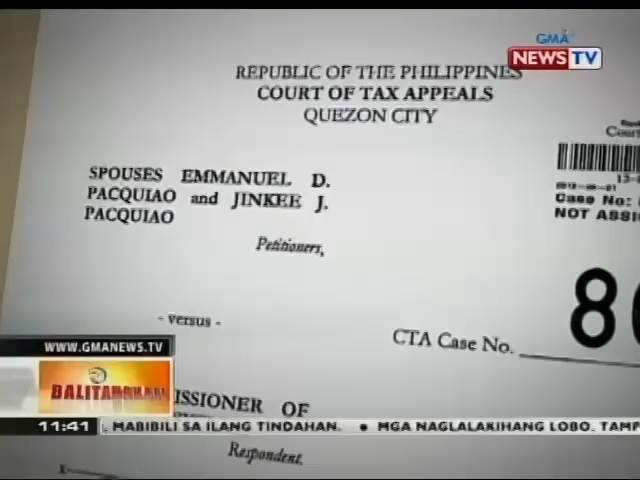 GMA
NEWS TV
REPUBLIC OF THE PHILIPPINES
COURT OF TAX APPEALS
QUEZON CITY
SPOUSES EMMANUEL D.
PACQUIAO and JINKEE J.
PACQUIAO
Petitioners,
- versus -
Case No:
NOT ASSI
CTA Case No.
WWW.GMANEWS.TV
BALITANGHALI
ISSIONER OF
Respondent.
11:41
MABIBILI SA ILANG TINDAHAN. ● MGA NAGLALAKIHANG LOBO, TAMP